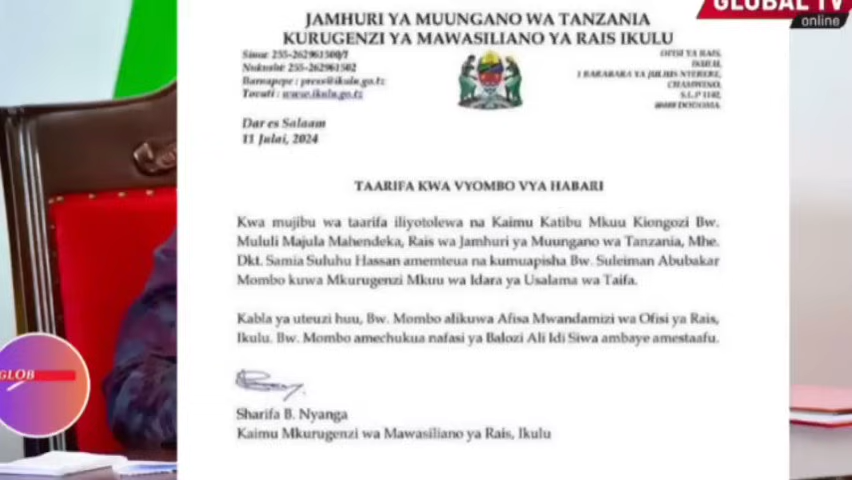 GLOBAL TV
online
JAMHURI YA MUUNGANO WA TANZANIA
KURUGENZI YA MAWASILIANO YA RAIS IKULU
Simu: 255-262961500/1
Nukushi: 255-262961502
Baruapepe : press@ikulu.go.tz
Tovuti : www.ikulu.go.tz
OFISI YA RAIS,
IKULU,
1 BARABARA YA JULIUS NYERERE,
CHAMWINO,
S.L.P 1102,
DODOMA.
Dar es Salaam
11 Julai, 2024
TAARIFA KWA VYOMBO VYA HABARI
Kwa mujibu wa taarifa iliyotolewa na Kaimu Katibu Mkuu Kiongozi Bw.
Mululi Majula Mahendeka, Rais wa Jamhuri ya Muungano wa Tanzania, Mhe.
Dkt. Samia Suluhu Hassan amemteua na kumuapisha Bw. Suleiman Abubakar
Mombo kuwa Mkurugenzi Mkuu wa Idara ya Usalama wa Taifa.
Kabla ya uteuzi huu, Bw. Mombo alikuwa Afisa Mwandamizi wa Ofisi ya Rais,
Ikulu. Bw. Mombo amechukua nafasi ya Balozi Ali Idi Siwa ambaye amestaafu.
Sharifa B. Nyanga
Kaimu Mkurugenzi wa Mawasiliano ya Rais, Ikulu
GLOB